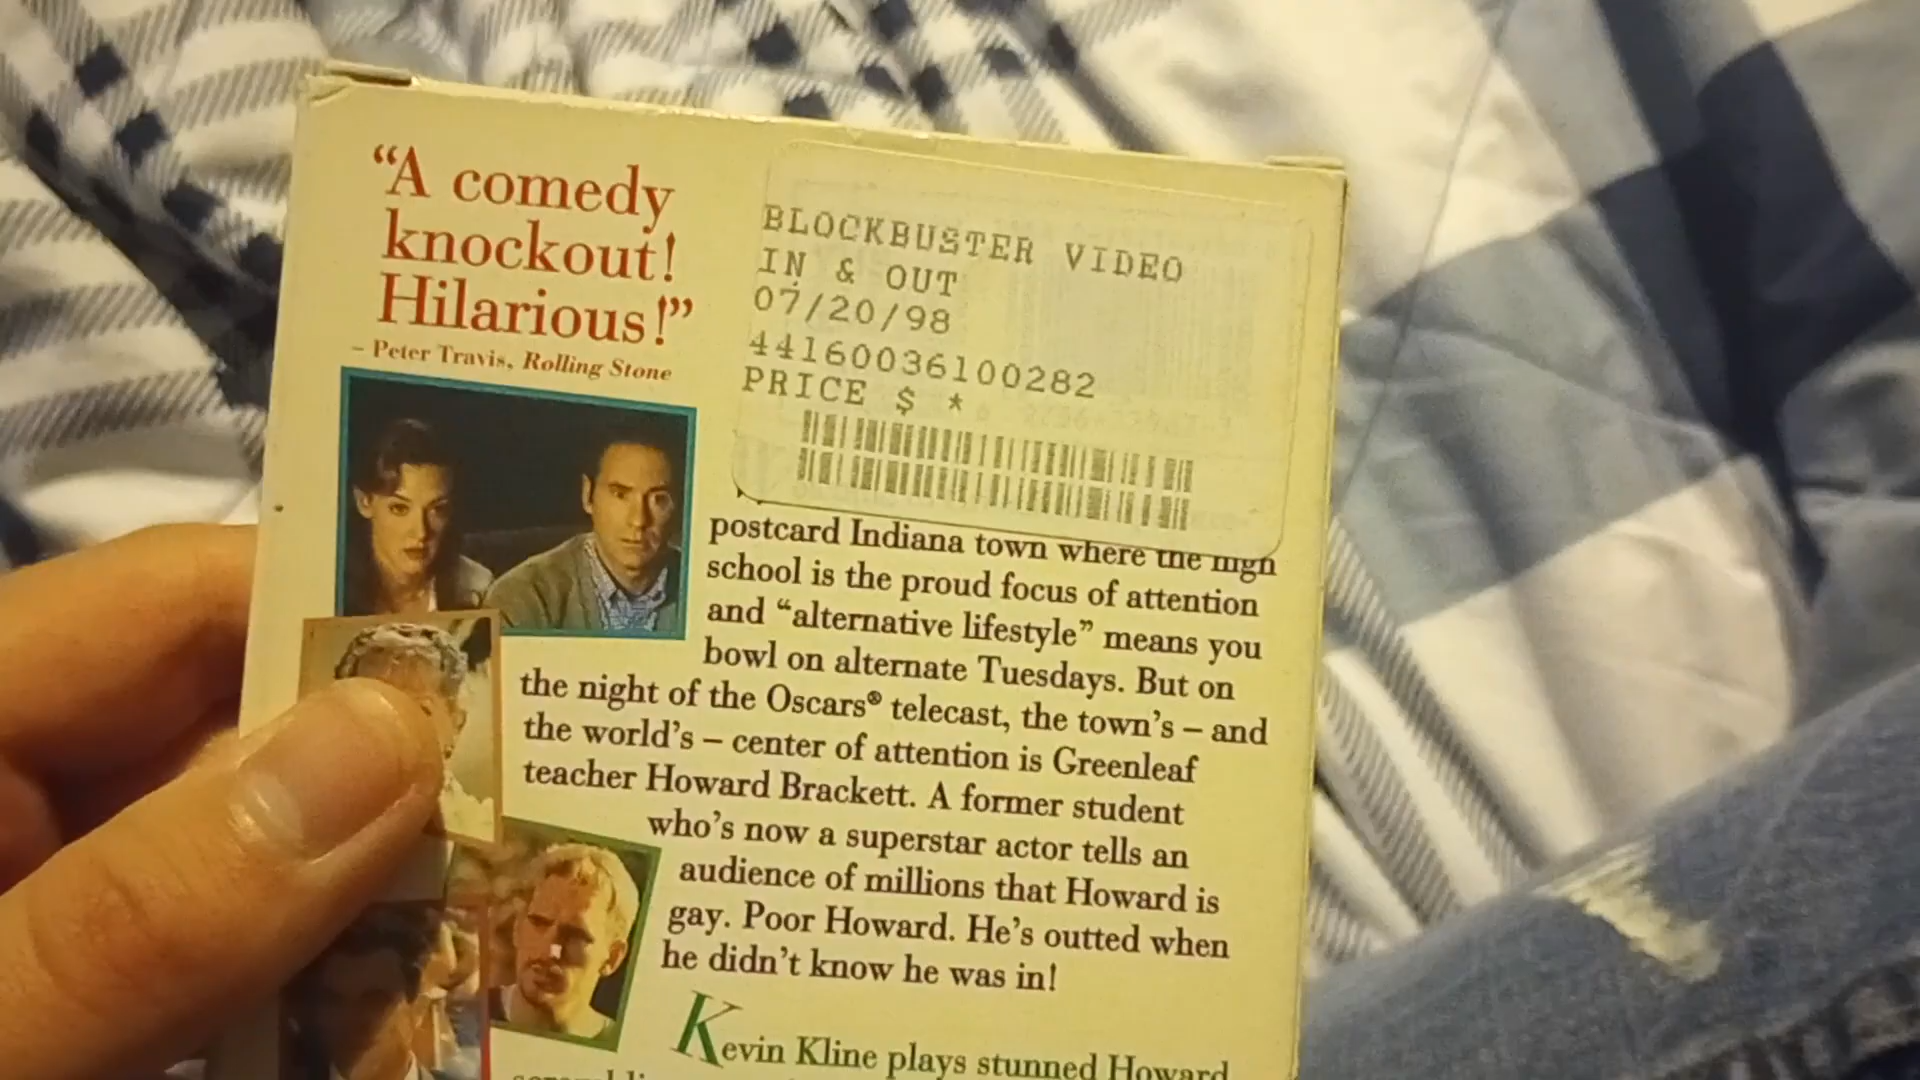 “A comedy
knockout!
Hilarious!”
– Peter Travis, Rolling Stone
BLOCKBUSTER VIDEO
IN & OUT
07/20/98
44160036100282
PRICE $ *
postcard Indiana town where the high
school is the proud focus of attention
and “alternative lifestyle” means you
bowl on alternate Tuesdays. But on
the night of the Oscars® telecast, the town’s – and
the world’s – center of attention is Greenleaf
teacher Howard Brackett. A former student
who’s now a superstar actor tells an
audience of millions that Howard is
gay. Poor Howard. He’s outted when
he didn’t know he was in!
Kevin Kline plays stunned Howard